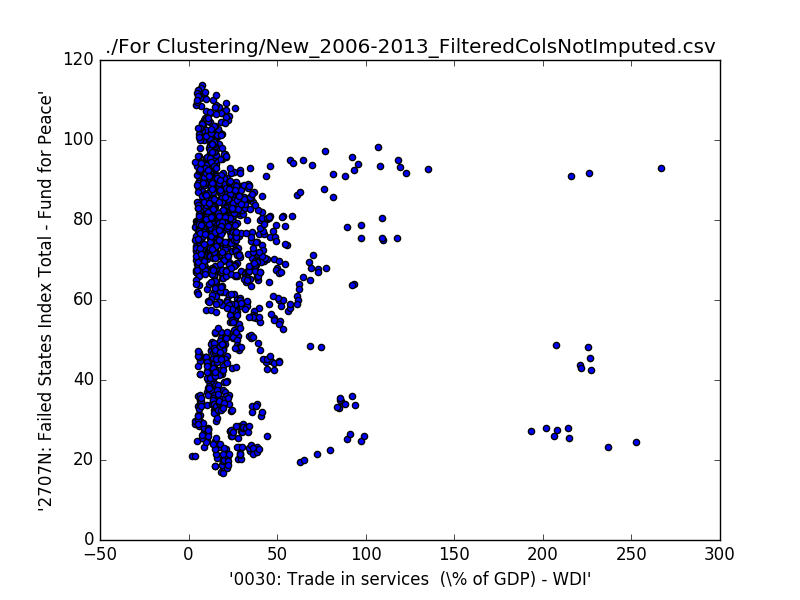 ./For Clustering/New_2006-2013_FilteredColsNotImputed.csv
120
100
80
60
40
20
0
'2707N: Failed States Index Total - Fund for Peace'
−50 0 50 100 150 200 250 300
'0030: Trade in services  (\% of GDP) - WDI'